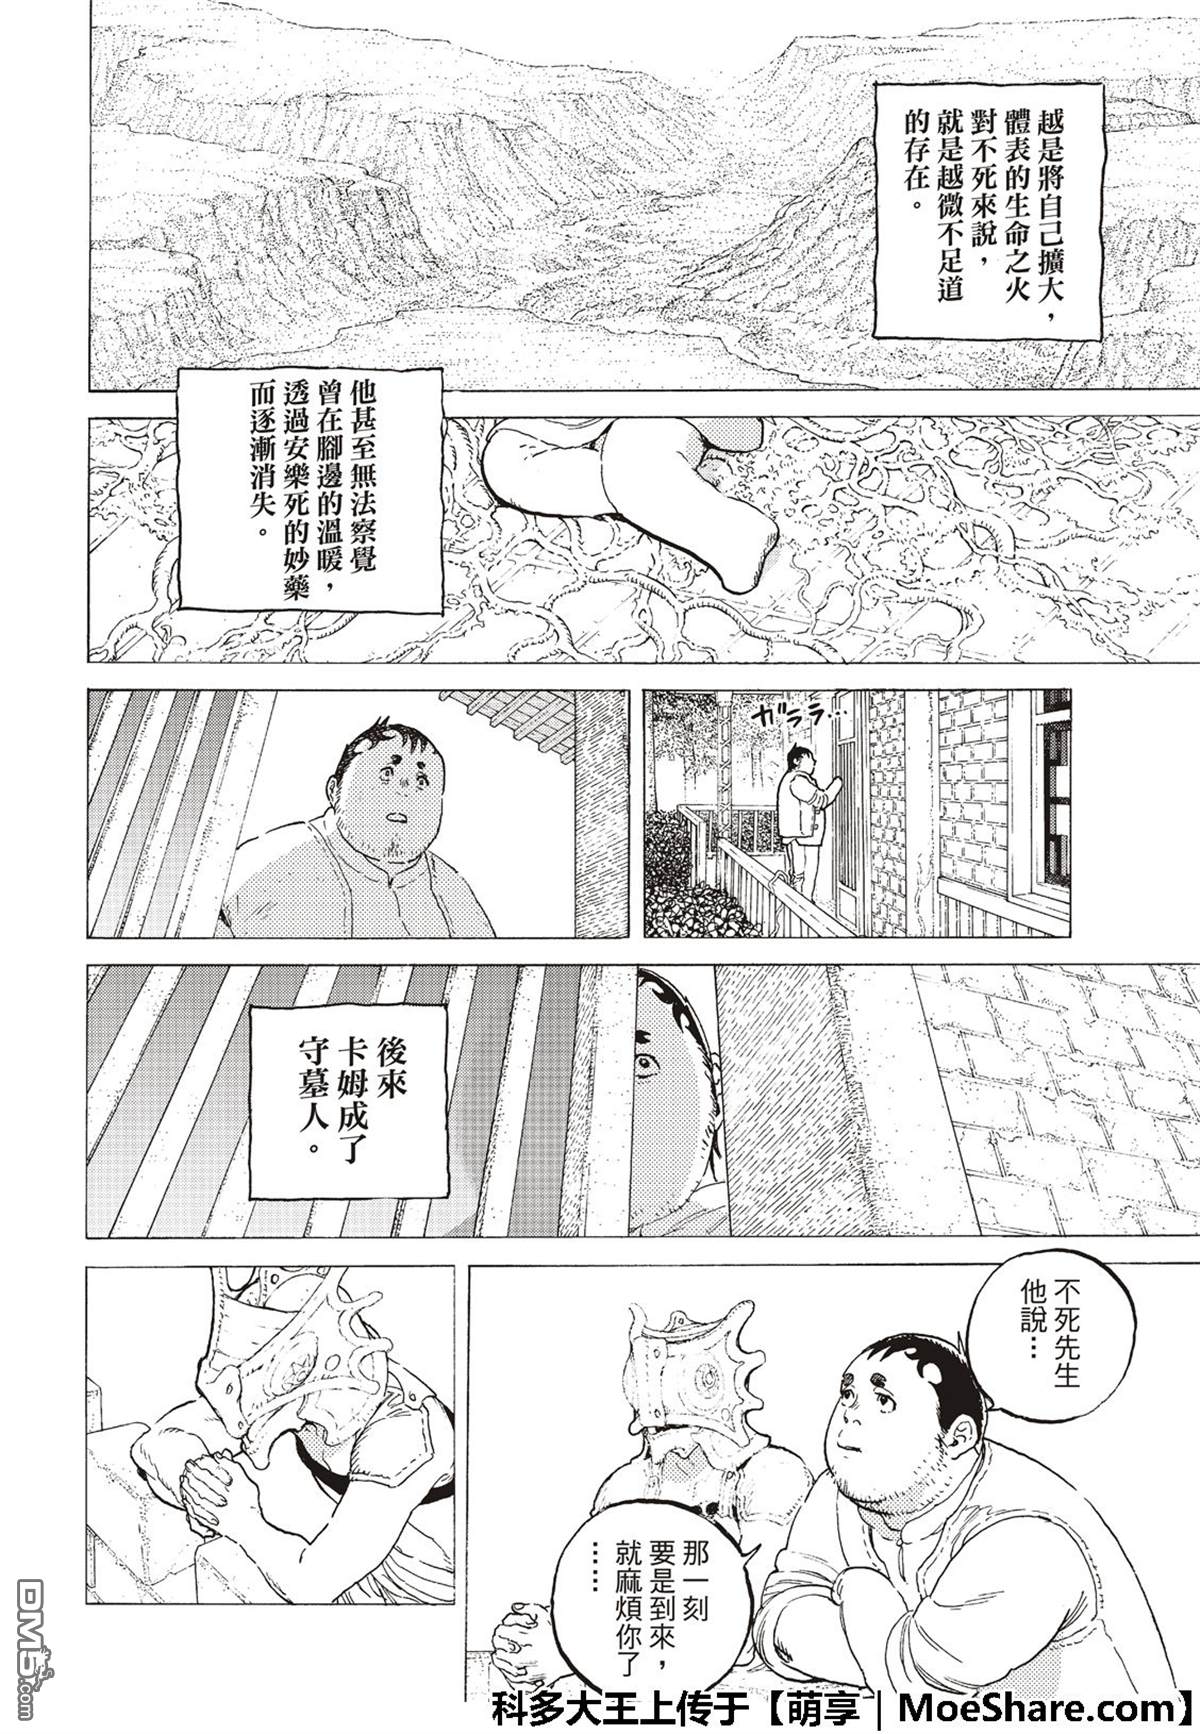 越是將自己擴大，
體表的生命之火
對不死來說，
就是越微不足道
的存在。
他甚至無法察覺
曾在腳邊的溫暖，
透過安樂死的妙藥
而逐漸消失。
ガララ…
後來
卡姆成了
守墓人。
不死先生
他說…
那一刻
要是到來，
就麻煩你了
……
DM5.com
科多大王上传于【萌享｜MoeShare.com】